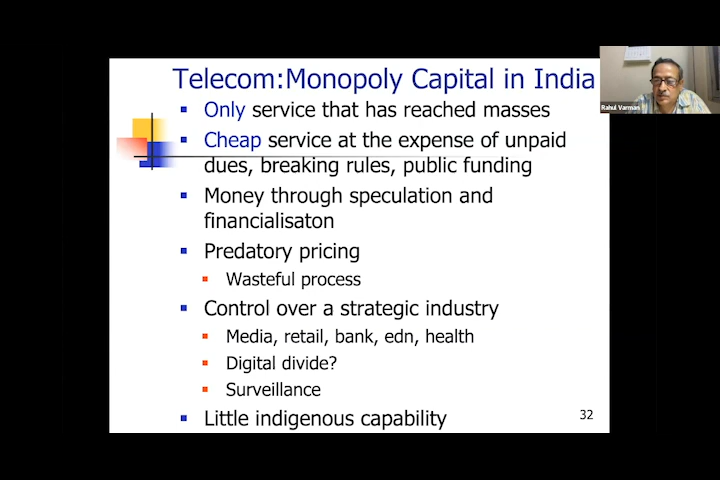 Telecom:Monopoly Capital in India
Only service that has reached masses
Cheap service at the expense of unpaid
dues, breaking rules, public funding
Money through speculation and
financialisaton
Predatory pricing
Wasteful process
Control over a strategic industry
Media, retail, bank, edn, health
Digital divide?
Surveillance
Little indigenous capability
32
Rahul Varman